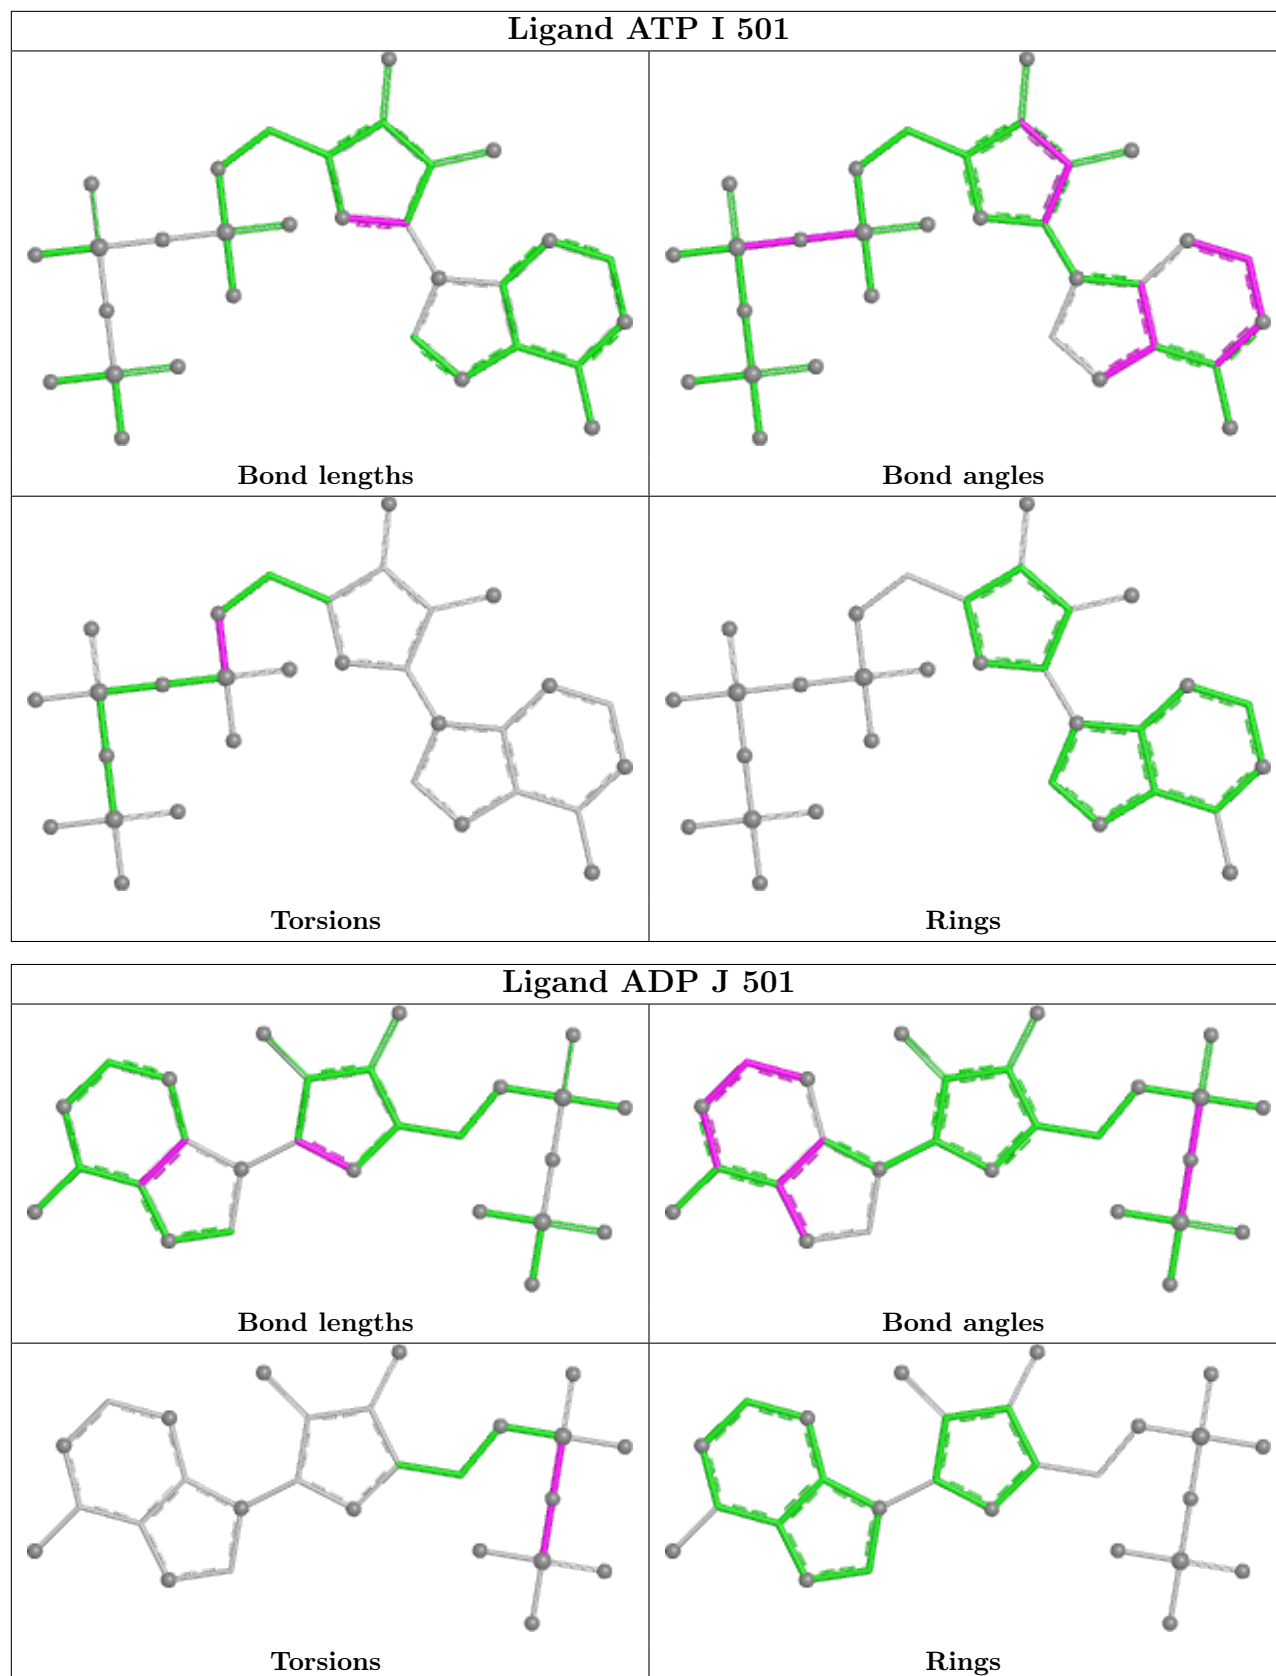 Ligand ATP I 501
Bond lengths
Bond angles
Torsions
Rings
Ligand ADP J 501
Bond lengths
Bond angles
Torsions
Rings